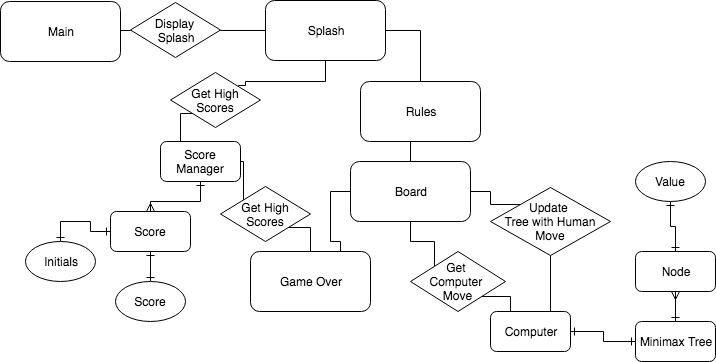 Main
Display
Splash
Splash
Get High
Scores
Rules
Score
Manager
Board
Value
Get High
Scores
Update
Tree with Human
Move
Score
Initials
Game Over
Get
Computer
Move
Node
Score
Computer
Minimax Tree